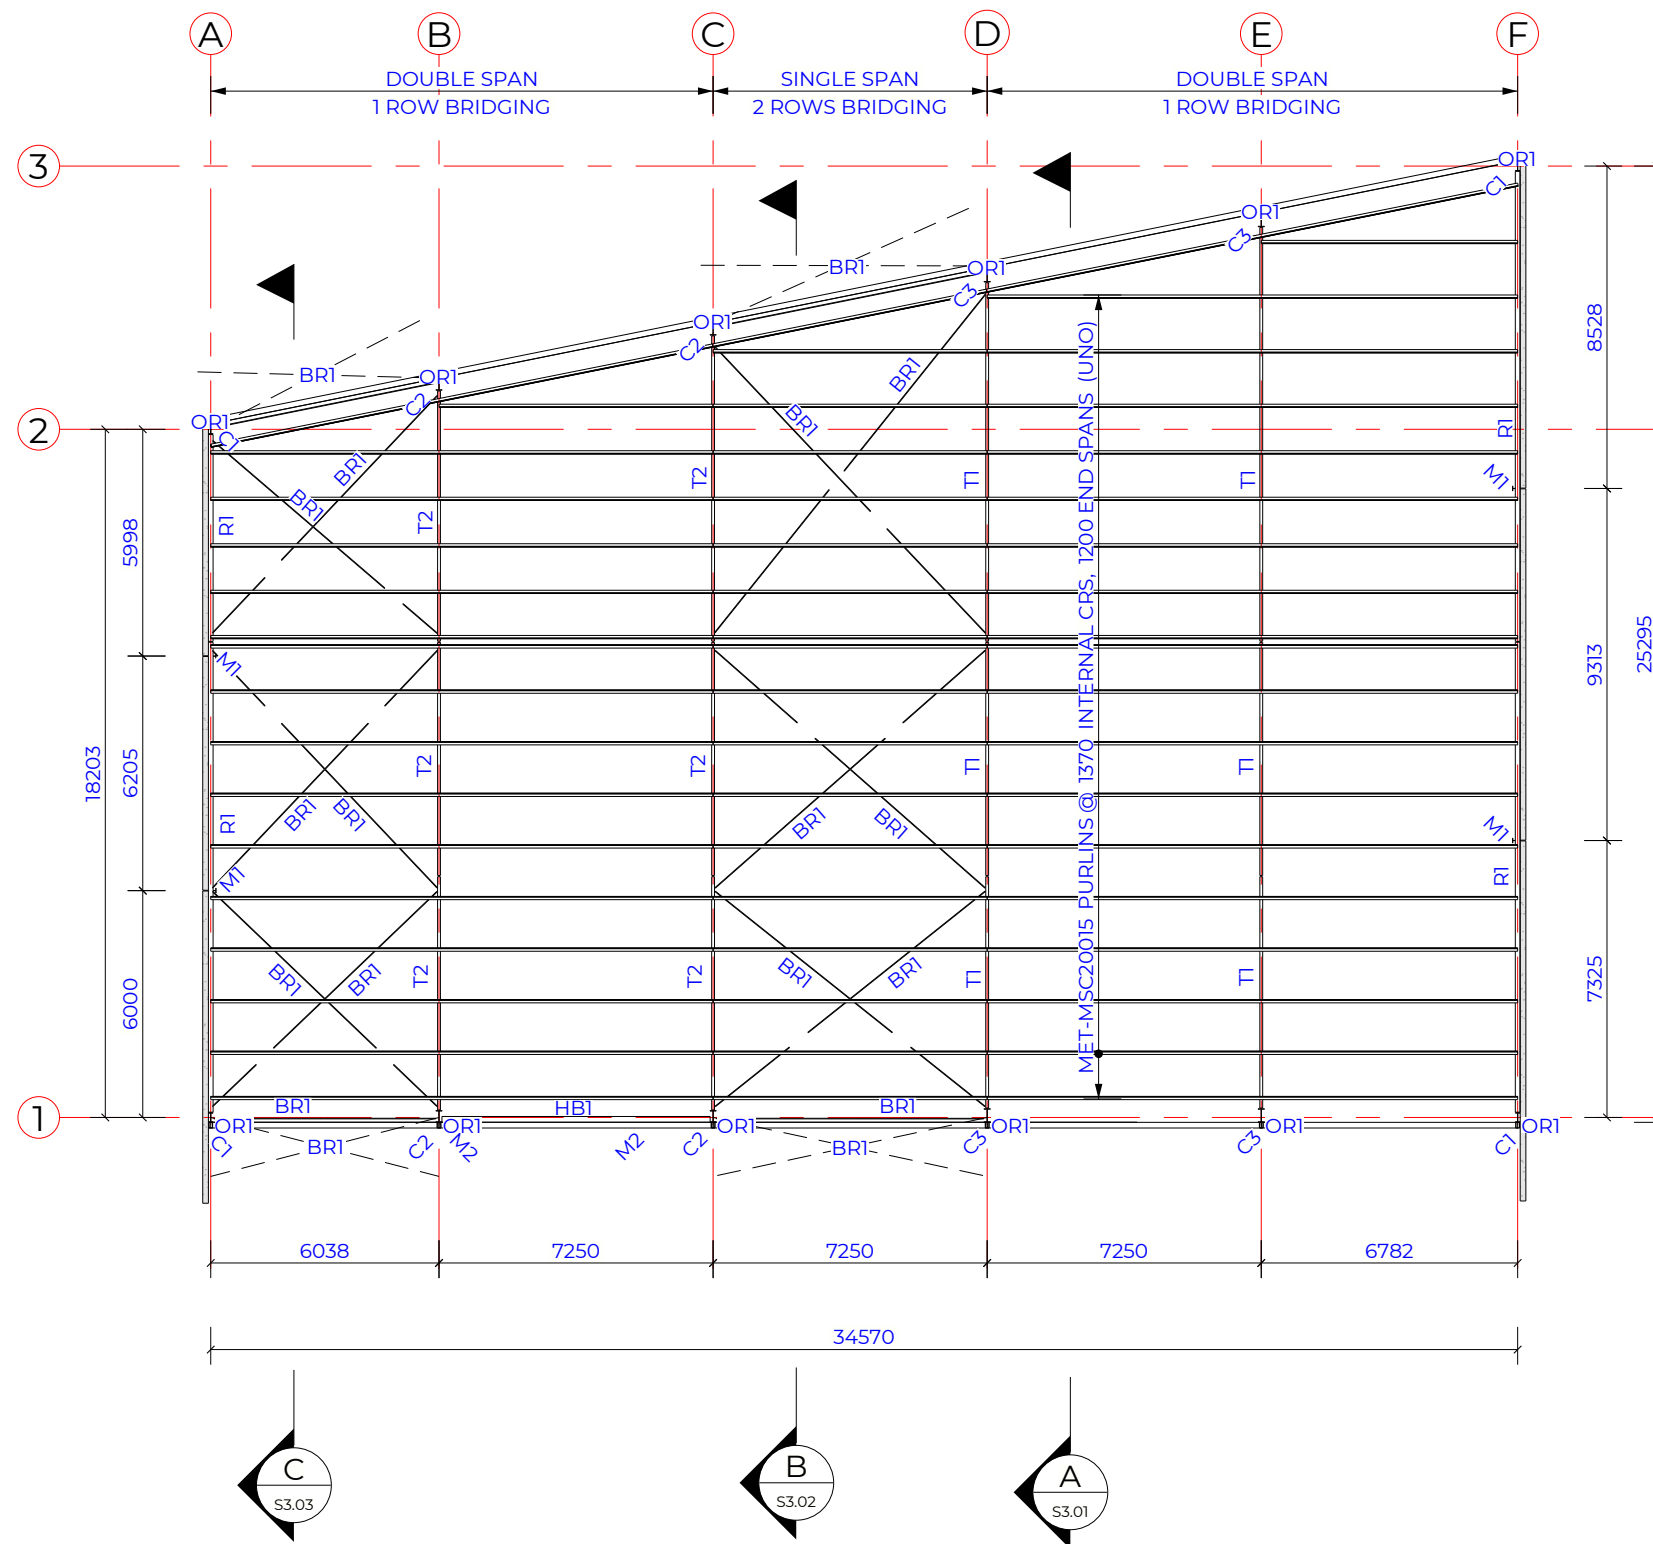 A
B
C
D
E
F
DOUBLE SPAN
1 ROW BRIDGING
SINGLE SPAN
2 ROWS BRIDGING
DOUBLE SPAN
1 ROW BRIDGING
3
OR1
C1
OR1
C3
BR1
OR1
C3
8528
OR1
C2
BR1
BR1
OR1
C2
BR1
2
OR1
C1
R1
BR1
BR1
T2
T1
T1
M1
5998
R1
BR1
T2
MET-MSC20015 PURLINS @ 1370 INTERNAL CRS, 1200 END SPANS (UNO)
25295
9313
M1
18203
6205
T2
T2
T1
T1
R1
BR1
BR1
BR1
BR1
M1
M1
R1
6000
BR1
BR1
T2
T2
BR1
BR1
T1
T1
7325
1
BR1
HB1
BR1
OR1
OR1
OR1
OR1
OR1
OR1
C1
BR1
C2
M2
M2
C2
BR1
C3
C3
C1
6038
7250
7250
7250
6782
34570
C
S3.03
B
S3.02
A
S3.01